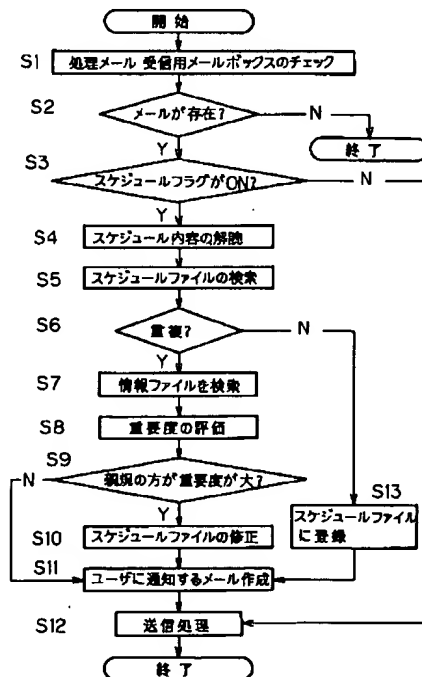 開始
S1 処理メール 受信用メールボックスのチェック
S2 メールが存在? N
Y 終了
S3 スケジュールフラグがON? N
Y
S4 スケジュール内容の解読
S5 スケジュールファイルの検索
S6 重複? N
Y
S7 情報ファイルを検索
S8 重要度の評価
S9
N 新規の方が重要度が大? S13
Y スケジュールファイル
に登録
S10 スケジュールファイルの修正
S11 ユーザに通知するメール作成
S12 送信処理
終了